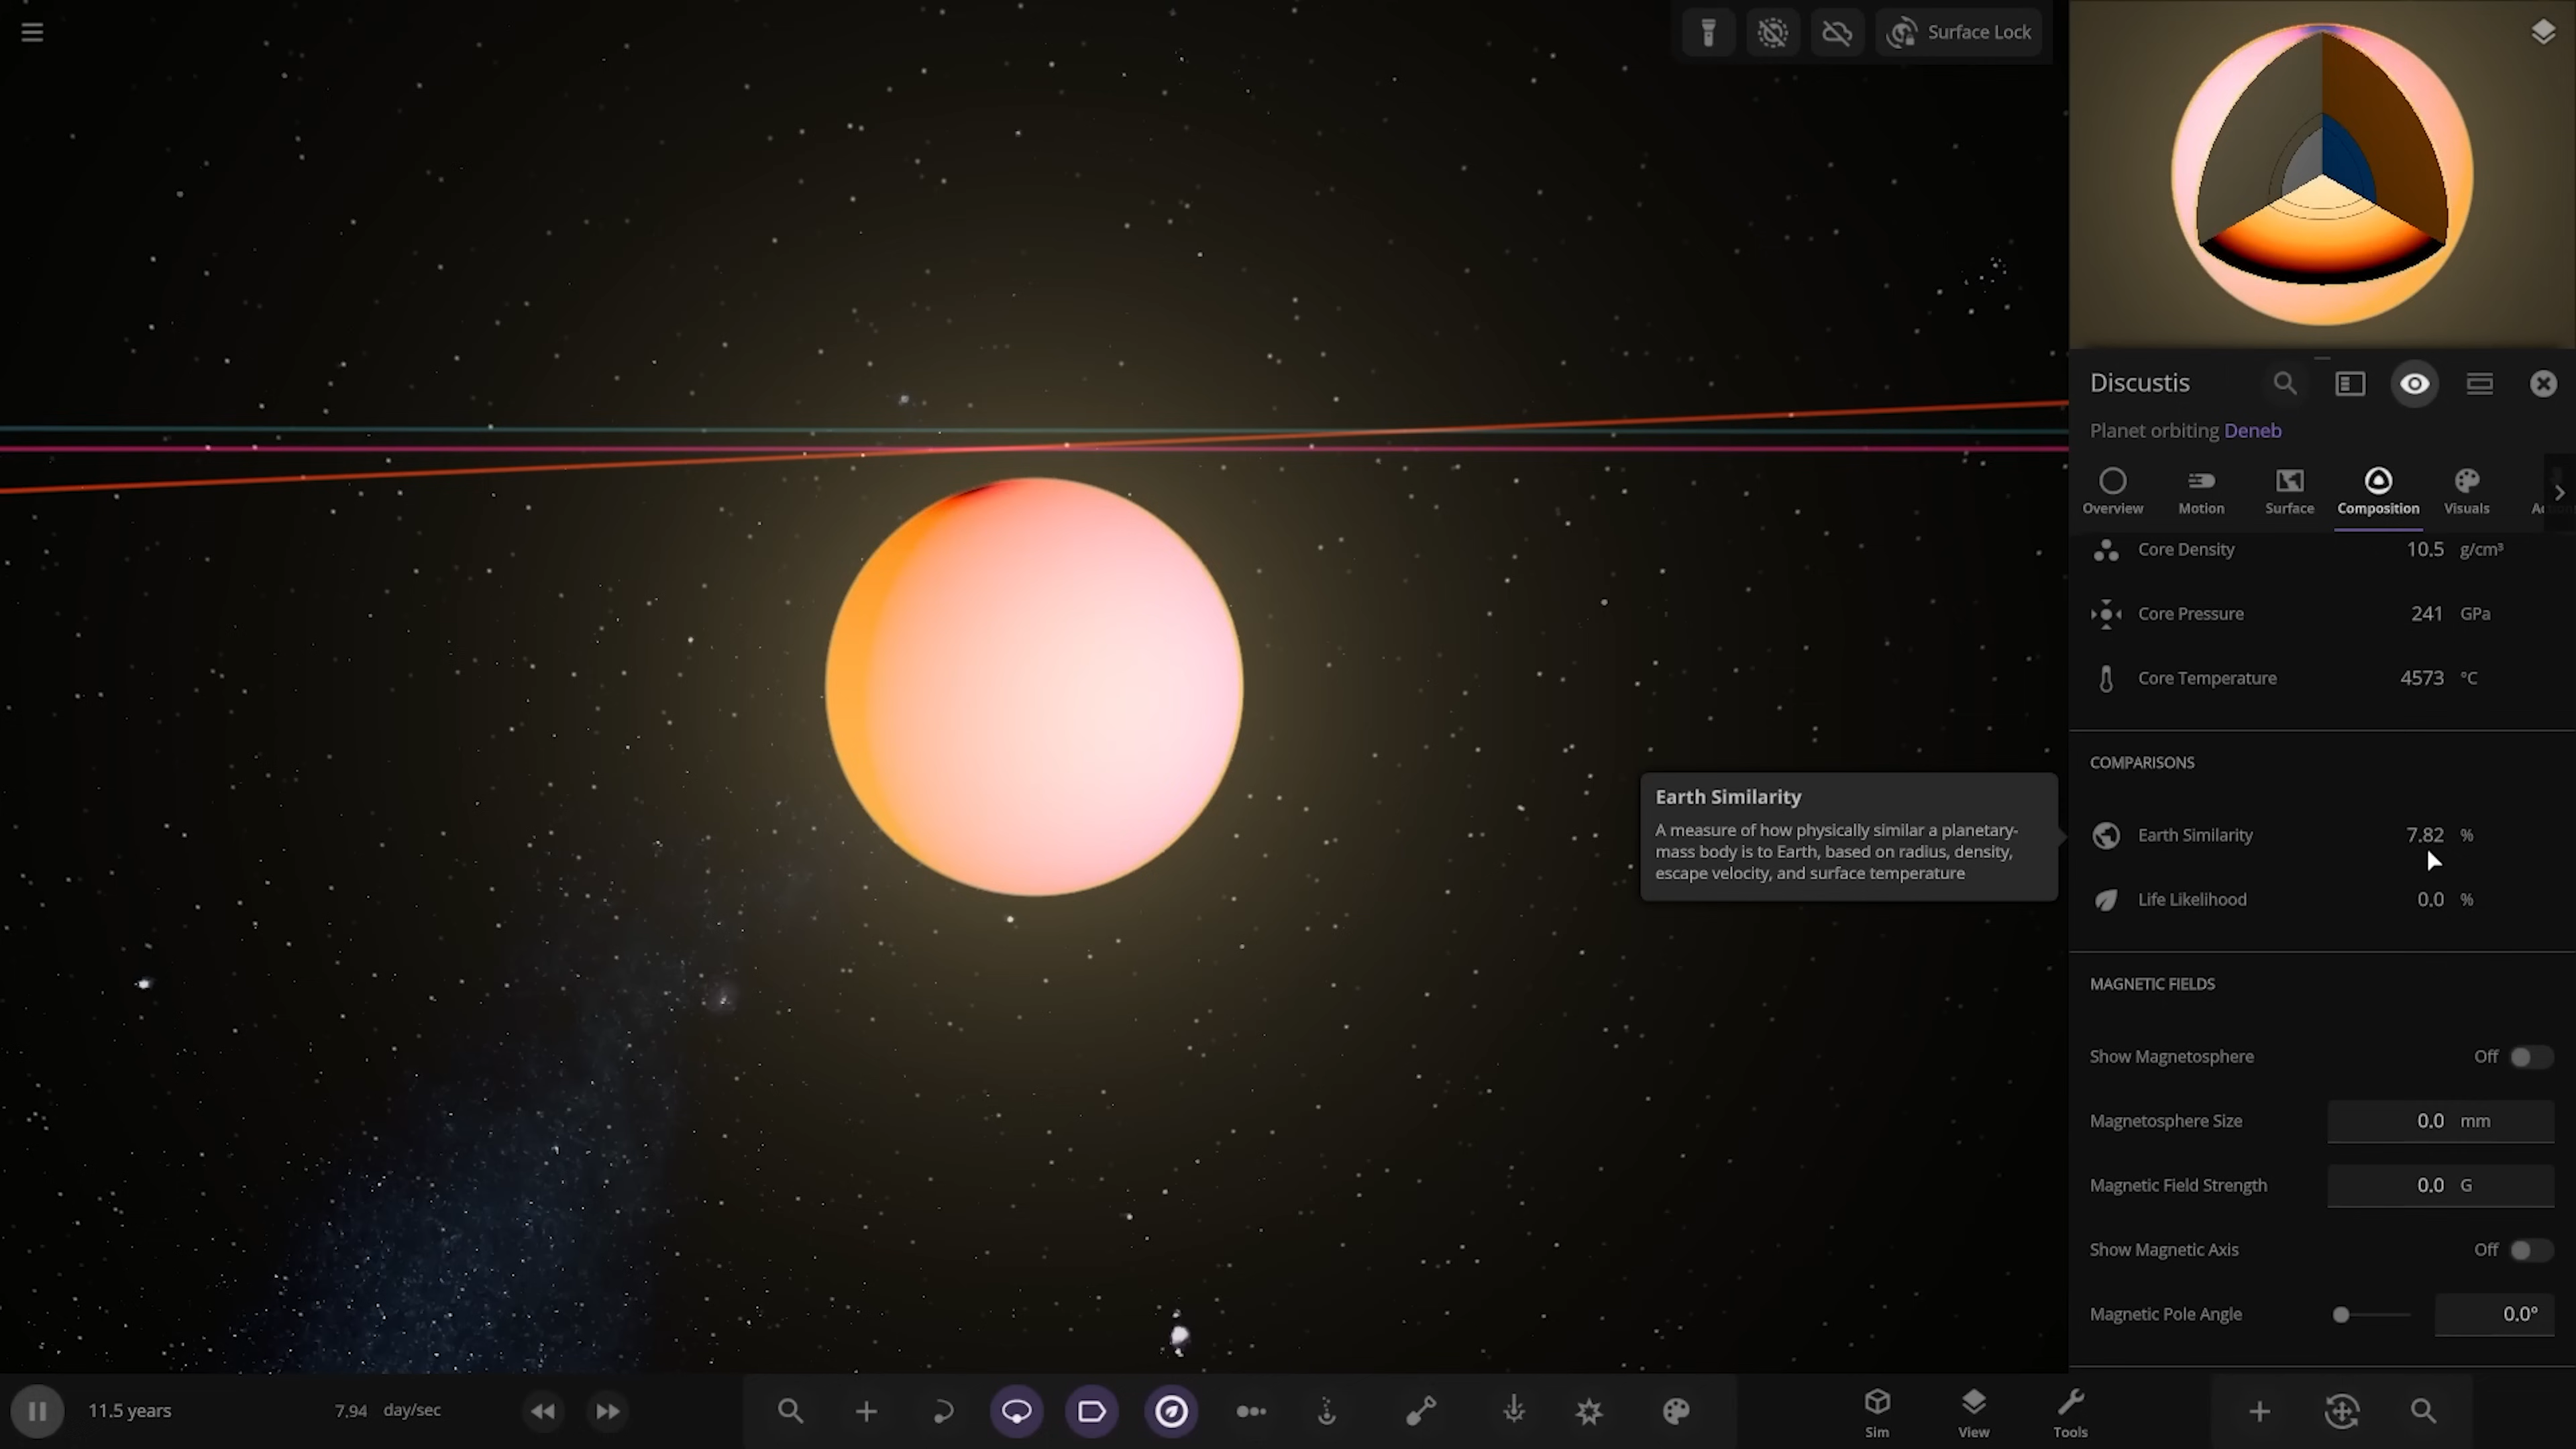 Surface Lock
Discustis
Planet orbiting Deneb
Overview
Motion
Surface
Composition
Visuals
Core Density 10.5 g/cm³
Core Pressure 241 GPa
Core Temperature 4573 °C
COMPARISONS
Earth Similarity
A measure of how physically similar a planetary-
mass body is to Earth, based on radius, density,
escape velocity, and surface temperature
Earth Similarity 7.82 %
Life Likelihood 0.0 %
MAGNETIC FIELDS
Show Magnetosphere Off
Magnetosphere Size 0.0 mm
Magnetic Field Strength 0.0 G
Show Magnetic Axis Off
Magnetic Pole Angle 0.0°
11.5 years
7.94 day/sec
Sim
View
Tools